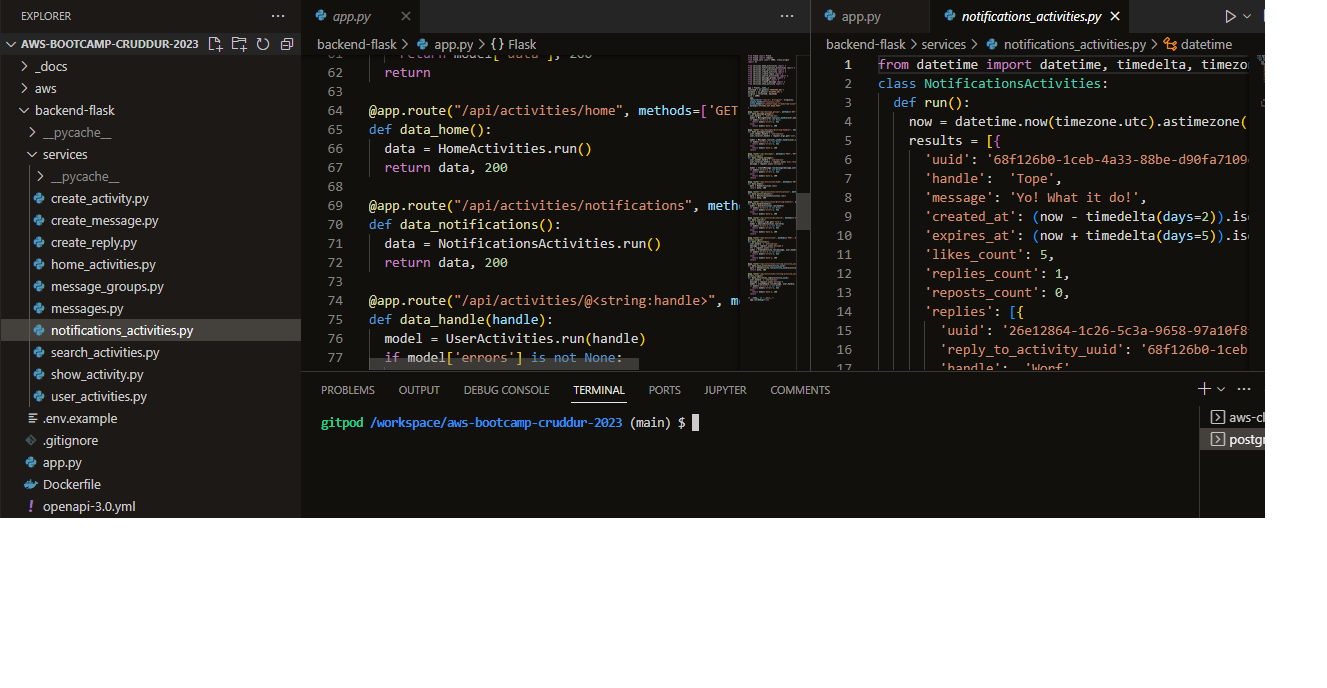 EXPLORER
AWS-BOOTCAMP-CRUDDUR-2023
_docs
aws
backend-flask
__pycache__
services
__pycache__
create_activity.py
create_message.py
create_reply.py
home_activities.py
message_groups.py
messages.py
notifications_activities.py
search_activities.py
show_activity.py
user_activities.py
.env.example
.gitignore
app.py
Dockerfile
openapi-3.0.yml
app.py
backend-flask > app.py > {} Flask
62 return
63
64 @app.route("/api/activities/home", methods=['GET
65 def data_home():
66 data = HomeActivities.run()
67 return data, 200
68
69 @app.route("/api/activities/notifications", meth
70 def data_notifications():
71 data = NotificationsActivities.run()
72 return data, 200
73
74 @app.route("/api/activities/@<string:handle>", m
75 def data_handle(handle):
76 model = UserActivities.run(handle)
77 if model['errors'] is not None:
app.py
notifications_activities.py
backend-flask > services > notifications_activities.py > datetime
1 from datetime import datetime, timedelta, timezo
2 class NotificationsActivities:
3 def run():
4 now = datetime.now(timezone.utc).astimezone(
5 results = [{
6 'uuid': '68f126b0-1ceb-4a33-88be-d90fa7109
7 'handle': 'Tope',
8 'message': 'Yo! What it do!',
9 'created_at': (now - timedelta(days=2)).is
10 'expires_at': (now + timedelta(days=5)).is
11 'likes_count': 5,
12 'replies_count': 1,
13 'reposts_count': 0,
14 'replies': [{
15 'uuid': '26e12864-1c26-5c3a-9658-97a10f8
16 'reply_to_activity_uuid': '68f126b0-1ceb
17 'handle': 'Worf'
PROBLEMS OUTPUT DEBUG CONSOLE TERMINAL PORTS JUPYTER COMMENTS
gitpod /workspace/aws-bootcamp-cruddur-2023 (main) $
aws-cl
postgr